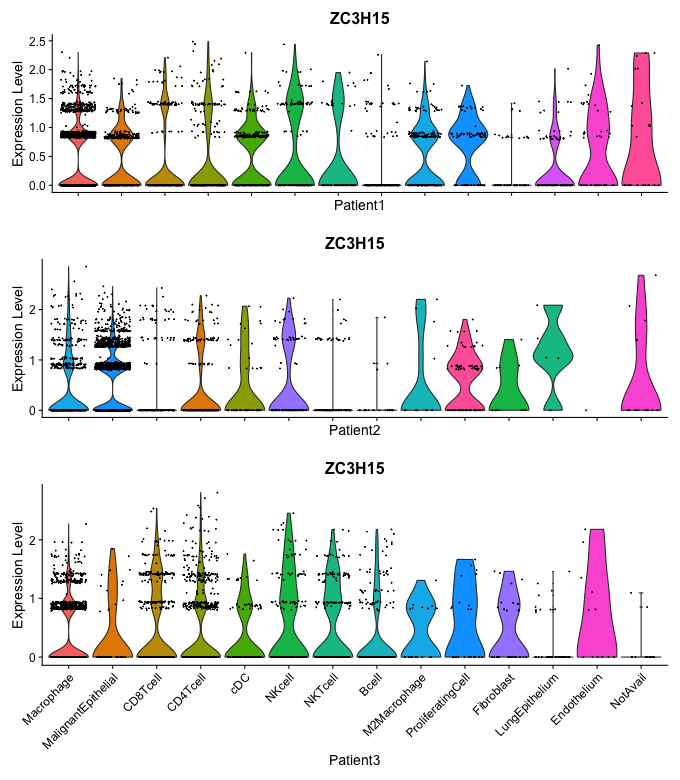 ZC3H15
Expression Level
2.5
2.0
1.5
1.0
0.5
0.0
Patient1
ZC3H15
Expression Level
2
1
0
Patient2
ZC3H15
Expression Level
2
1
0
Macrophage
MalignantEpithelial
CD8Tcell
CD4Tcell
cDC
NKcell
NKTcell
Bcell
M2Macrophage
ProliferatingCell
Fibroblast
LungEpithelium
Endothelium
NotAvail
Patient3